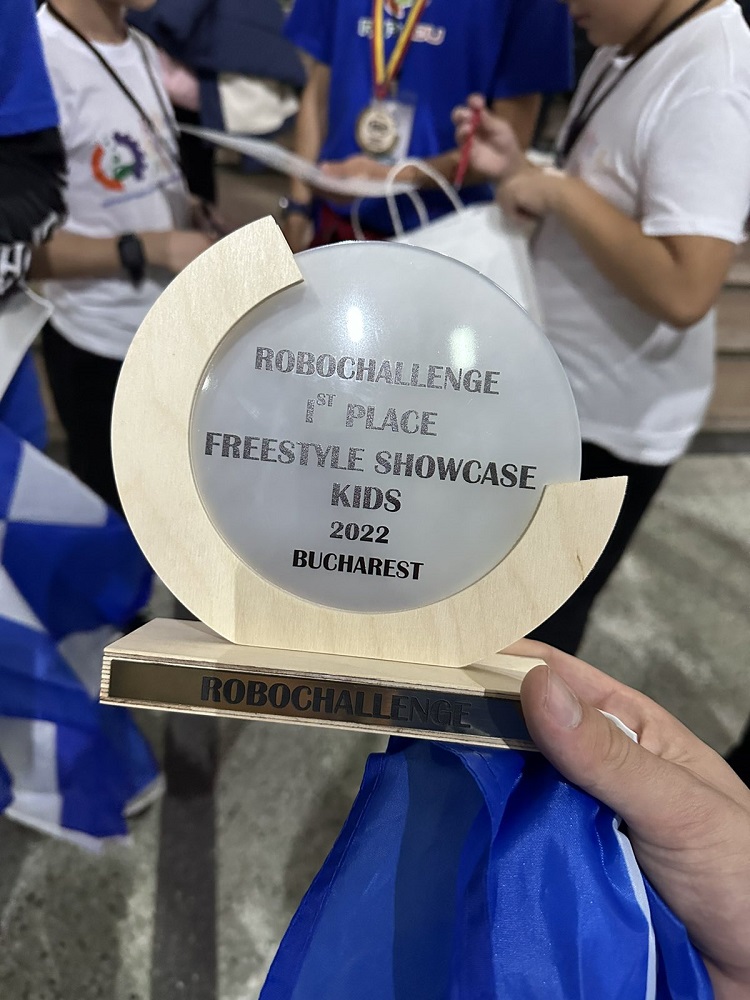 ROBOCHALLENGE
1ST PLACE
FREESTYLE SHOWCASE
KIDS
2022
BUCHAREST
ROBOCHALLENGE